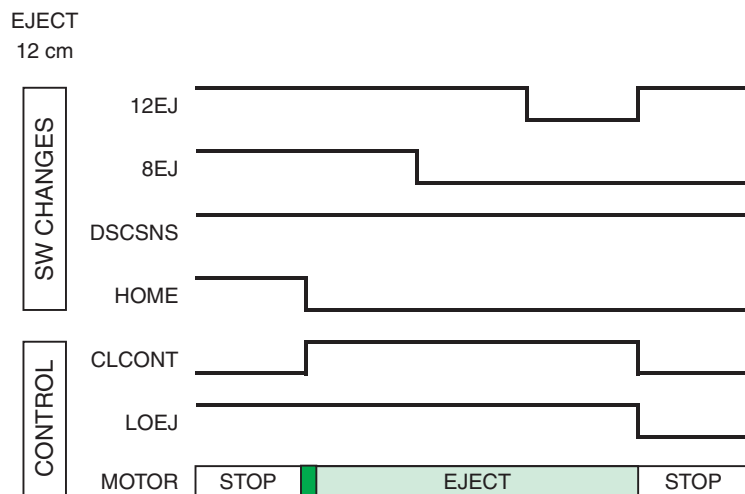 EJECT
12 cm
SW CHANGES
12EJ
8EJ
DSCSNS
HOME
CONTROL
CLCONT
LOEJ
MOTOR STOP EJECT STOP